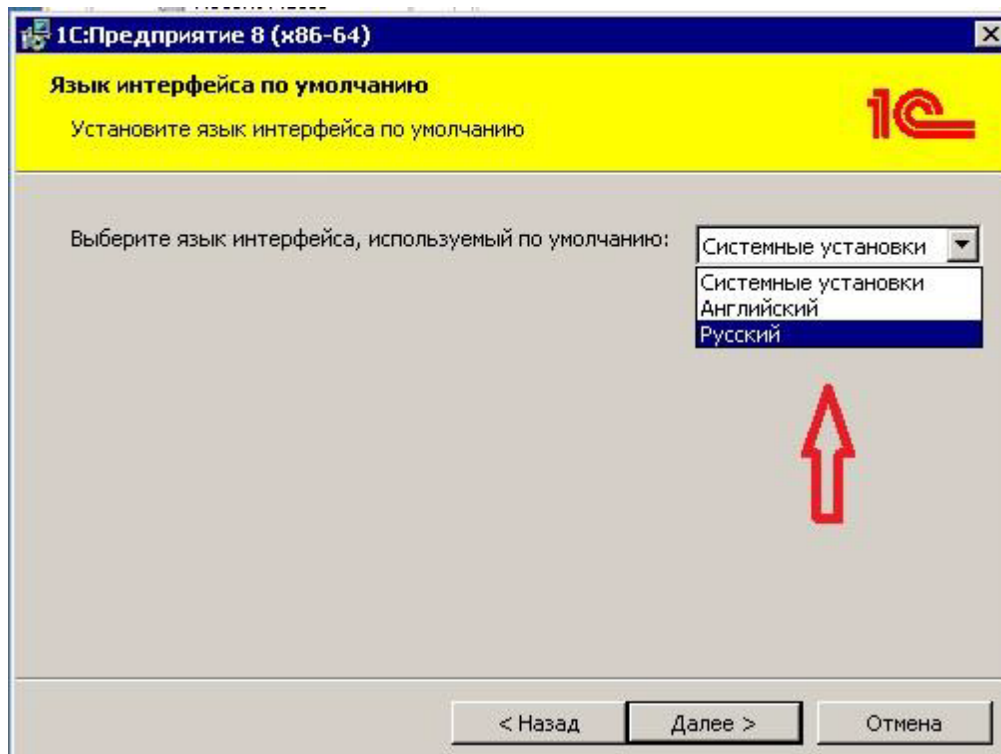 1С:Предприятие 8 (x86-64)
Язык интерфейса по умолчанию
Установите язык интерфейса по умолчанию
1С
Выберите язык интерфейса, используемый по умолчанию:
Системные установки
Системные установки
Английский
Русский
< Назад
Далее >
Отмена